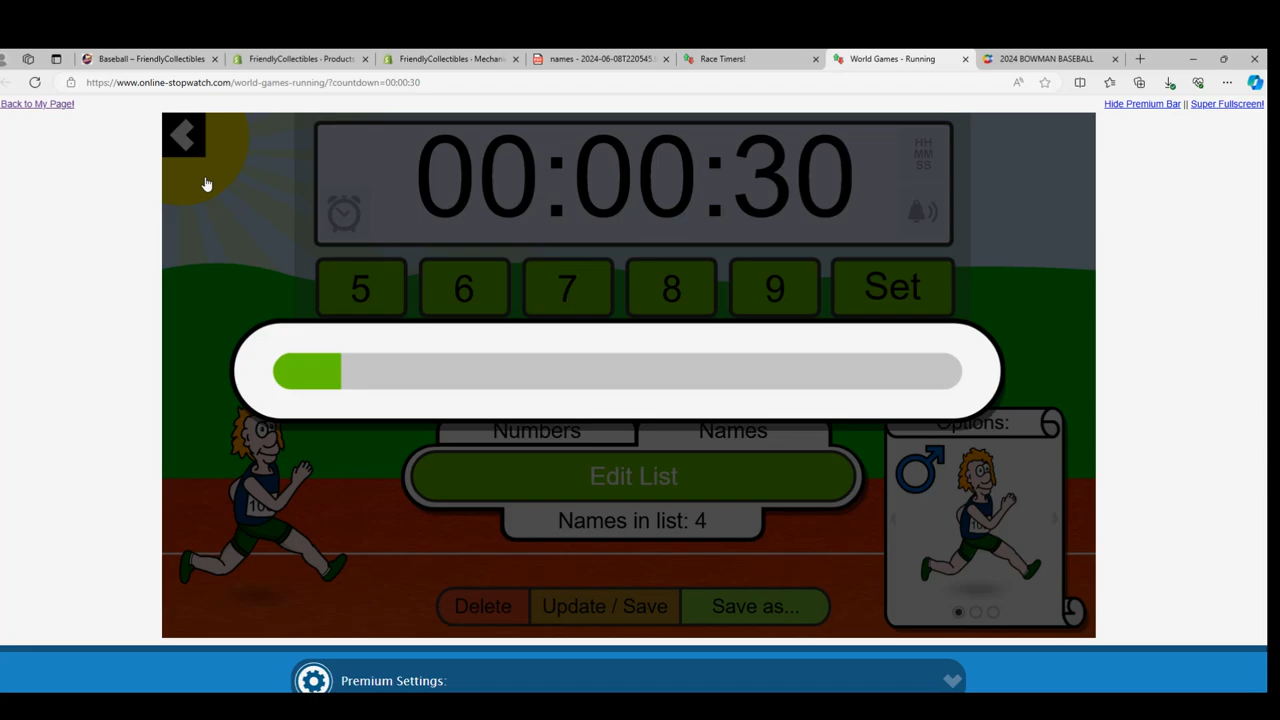 Baseball – FriendlyCollectibles
FriendlyCollectibles · Products
FriendlyCollectibles · Mechan
names - 2024-06-08T220545.
Race Timers!
World Games - Running
2024 BOWMAN BASEBALL
https://www.online-stopwatch.com/world-games-running/?countdown=00:00:30
Back to My Page!
Hide Premium Bar || Super Fullscreen!
00:00:30
HH
MM
SS
5 6 7 8 9 Set
Numbers Names
Options:
Edit List
Names in list: 4
Delete Update / Save Save as...
Premium Settings: